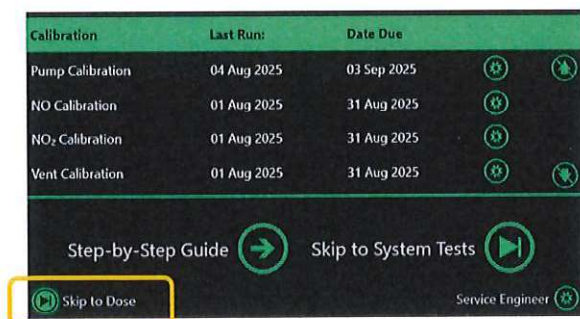 Calibration Last Run: Date Due
Pump Calibration 04 Aug 2025 03 Sep 2025
NO Calibration 01 Aug 2025 31 Aug 2025
NO₂ Calibration 01 Aug 2025 31 Aug 2025
Vent Calibration 01 Aug 2025 31 Aug 2025
Step-by-Step Guide Skip to System Tests
Skip to Dose Service Engineer